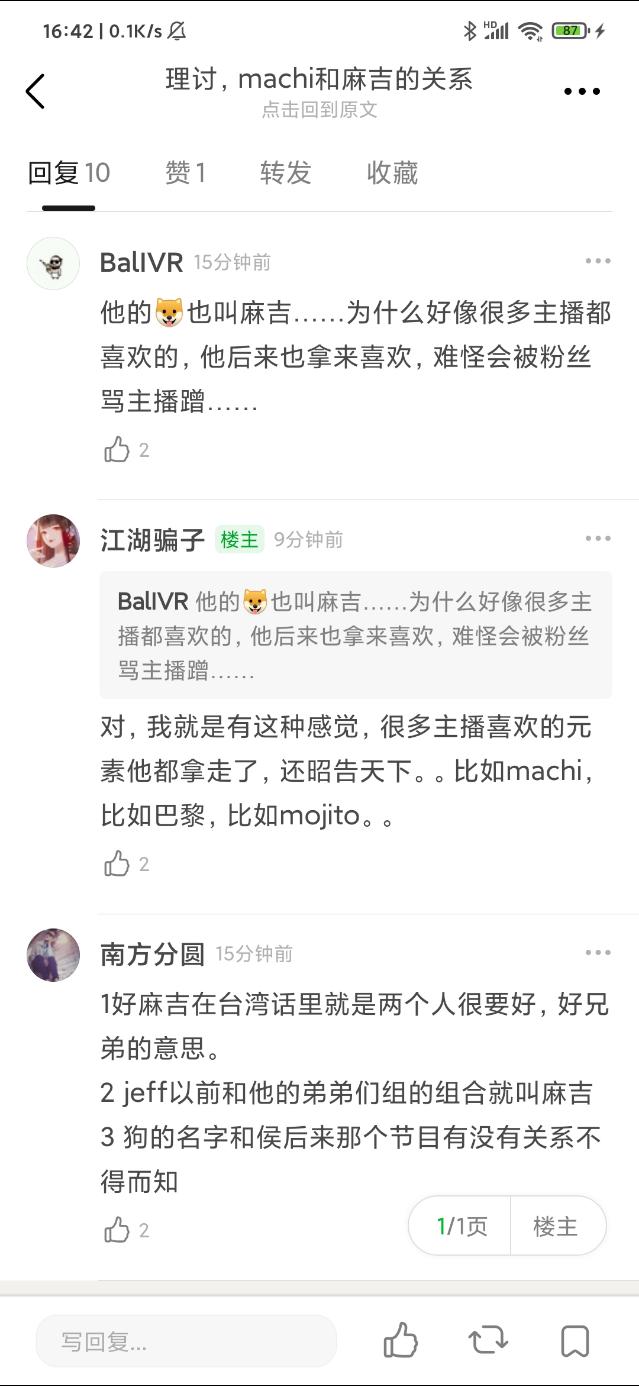 16:42 | 0.1K/s
HD
87
理讨，machi和麻吉的关系
点击回到原文
回复 10
赞 1
转发
收藏
BalIVR 15分钟前
他的🐶也叫麻吉……为什么好像很多主播都
喜欢的，他后来也拿来喜欢，难怪会被粉丝
骂主播蹭……
2
江湖骗子 楼主 9分钟前
BalIVR 他的🐶也叫麻吉……为什么好像很多主
播都喜欢的，他后来也拿来喜欢，难怪会被粉丝
骂主播蹭……
对，我就是有这种感觉，很多主播喜欢的元
素他都拿走了，还昭告天下。。比如machi，
比如巴黎，比如mojito。。
2
南方分圆 15分钟前
1好麻吉在台湾话里就是两个人很要好，好兄
弟的意思。
2 jeff以前和他的弟弟们组的组合就叫麻吉
3 狗的名字和侯后来那个节目有没有关系不
得而知
2
1/1页 楼主
写回复...